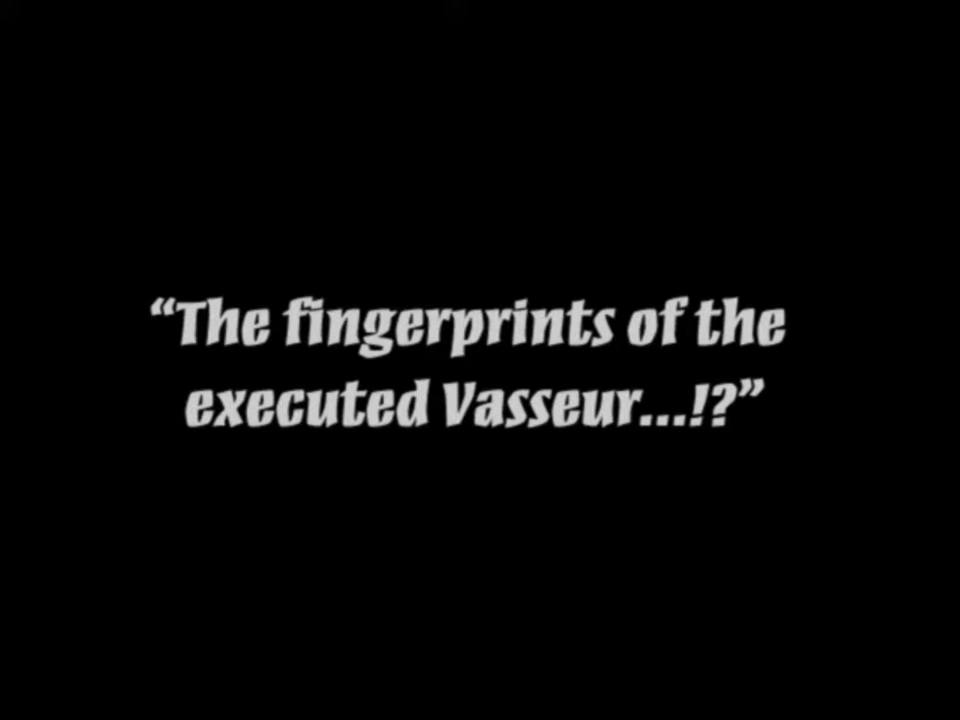 “The fingerprints of the
executed Vasseur...!?”